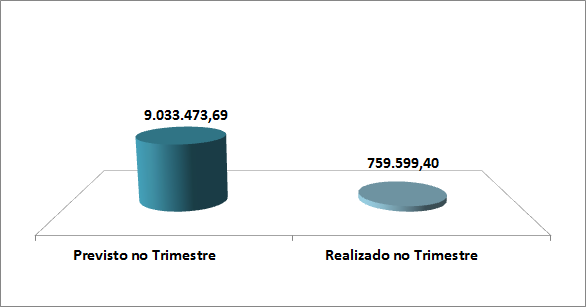 9.033.473,69
759.599,40
Previsto no Trimestre
Realizado no Trimestre